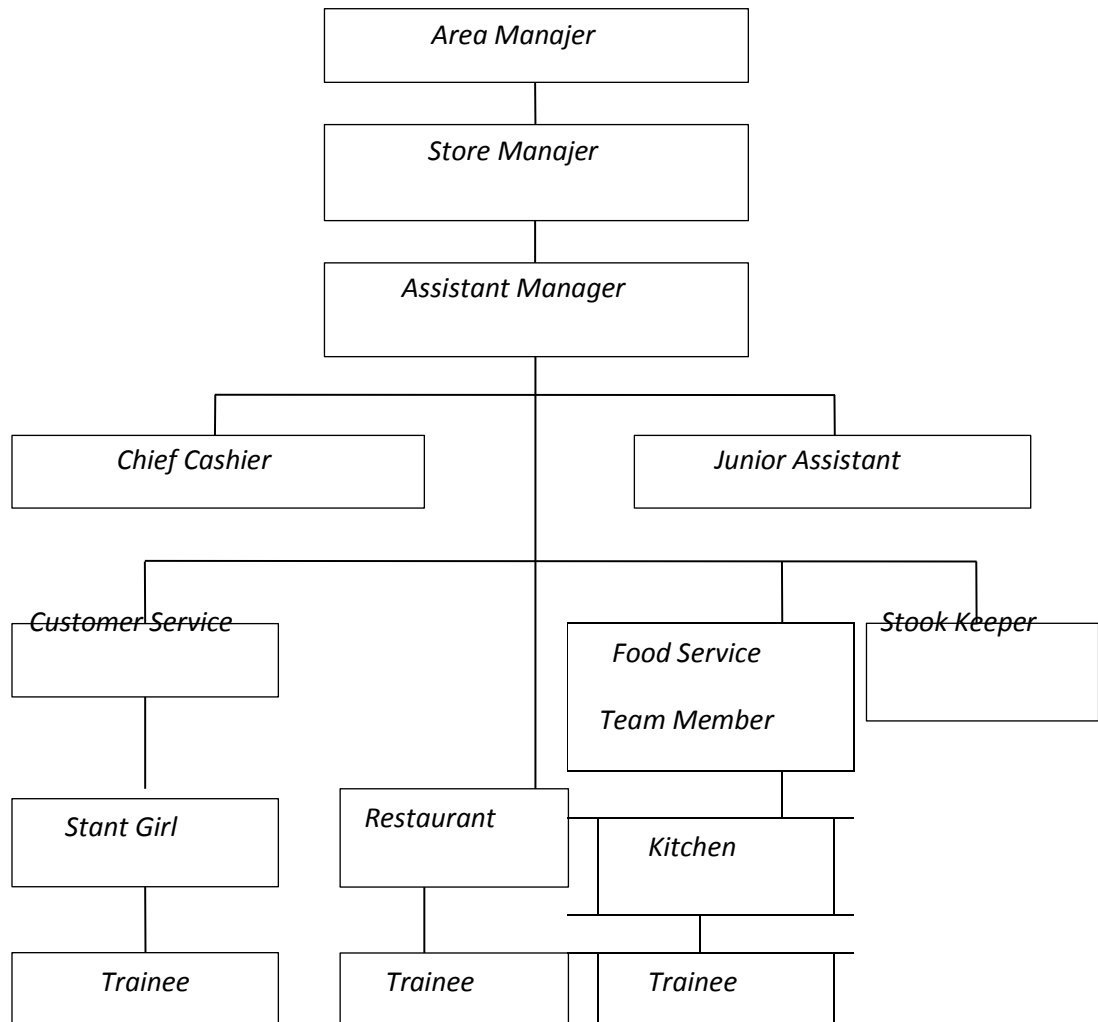 Area Manajer
Store Manajer
Assistant Manager
Chief Cashier
Junior Assistant
Customer Service
Stook Keeper
Food Service
Team Member
Stant Girl
Restaurant
Kitchen
Trainee
Trainee
Trainee